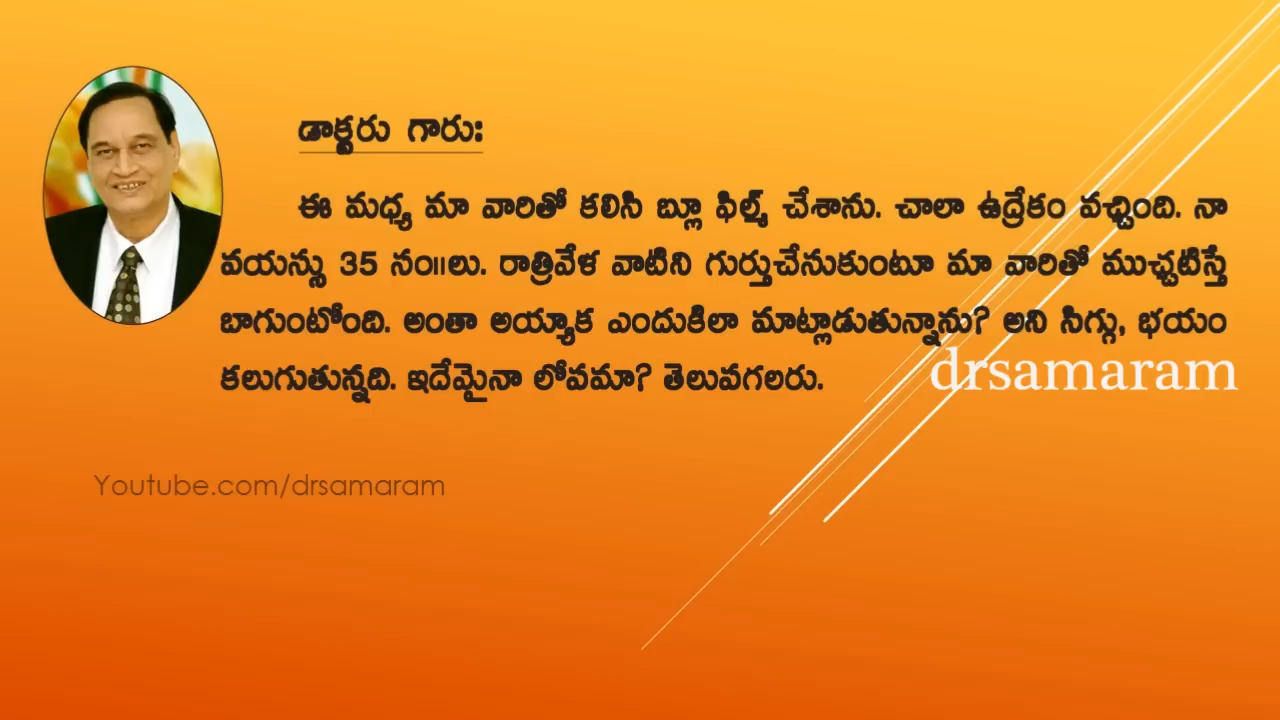 డాక్టరు గారు:
ఈ మధ్య మా వారితో కలిసి బ్లూ ఫిల్మ్ చేశాను. చాలా ఉద్రేకం వచ్చింది. నా
వయస్సు 35 నం॥లు. రాత్రివేళ వాటిని గుర్తుచేసుకుంటూ మా వారితో ముచ్చటిస్తే
బాగుంటోంది. అంతా అయ్యాక ఎందుకిలా మాట్లాడుతున్నాను? అని సిగ్గు, భయం
కలుగుతున్నది. ఇదేమైనా లోపమా? తెలుపగలరు.
drsamaram
Youtube.com/drsamaram